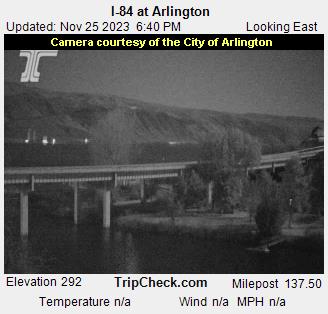 I-84 at Arlington
Updated: Nov 25 2023 6:40 PM Looking East
Camera courtesy of the City of Arlington
Elevation 292 TripCheck.com Milepost 137.50
Temperature n/a Wind n/a MPH n/a